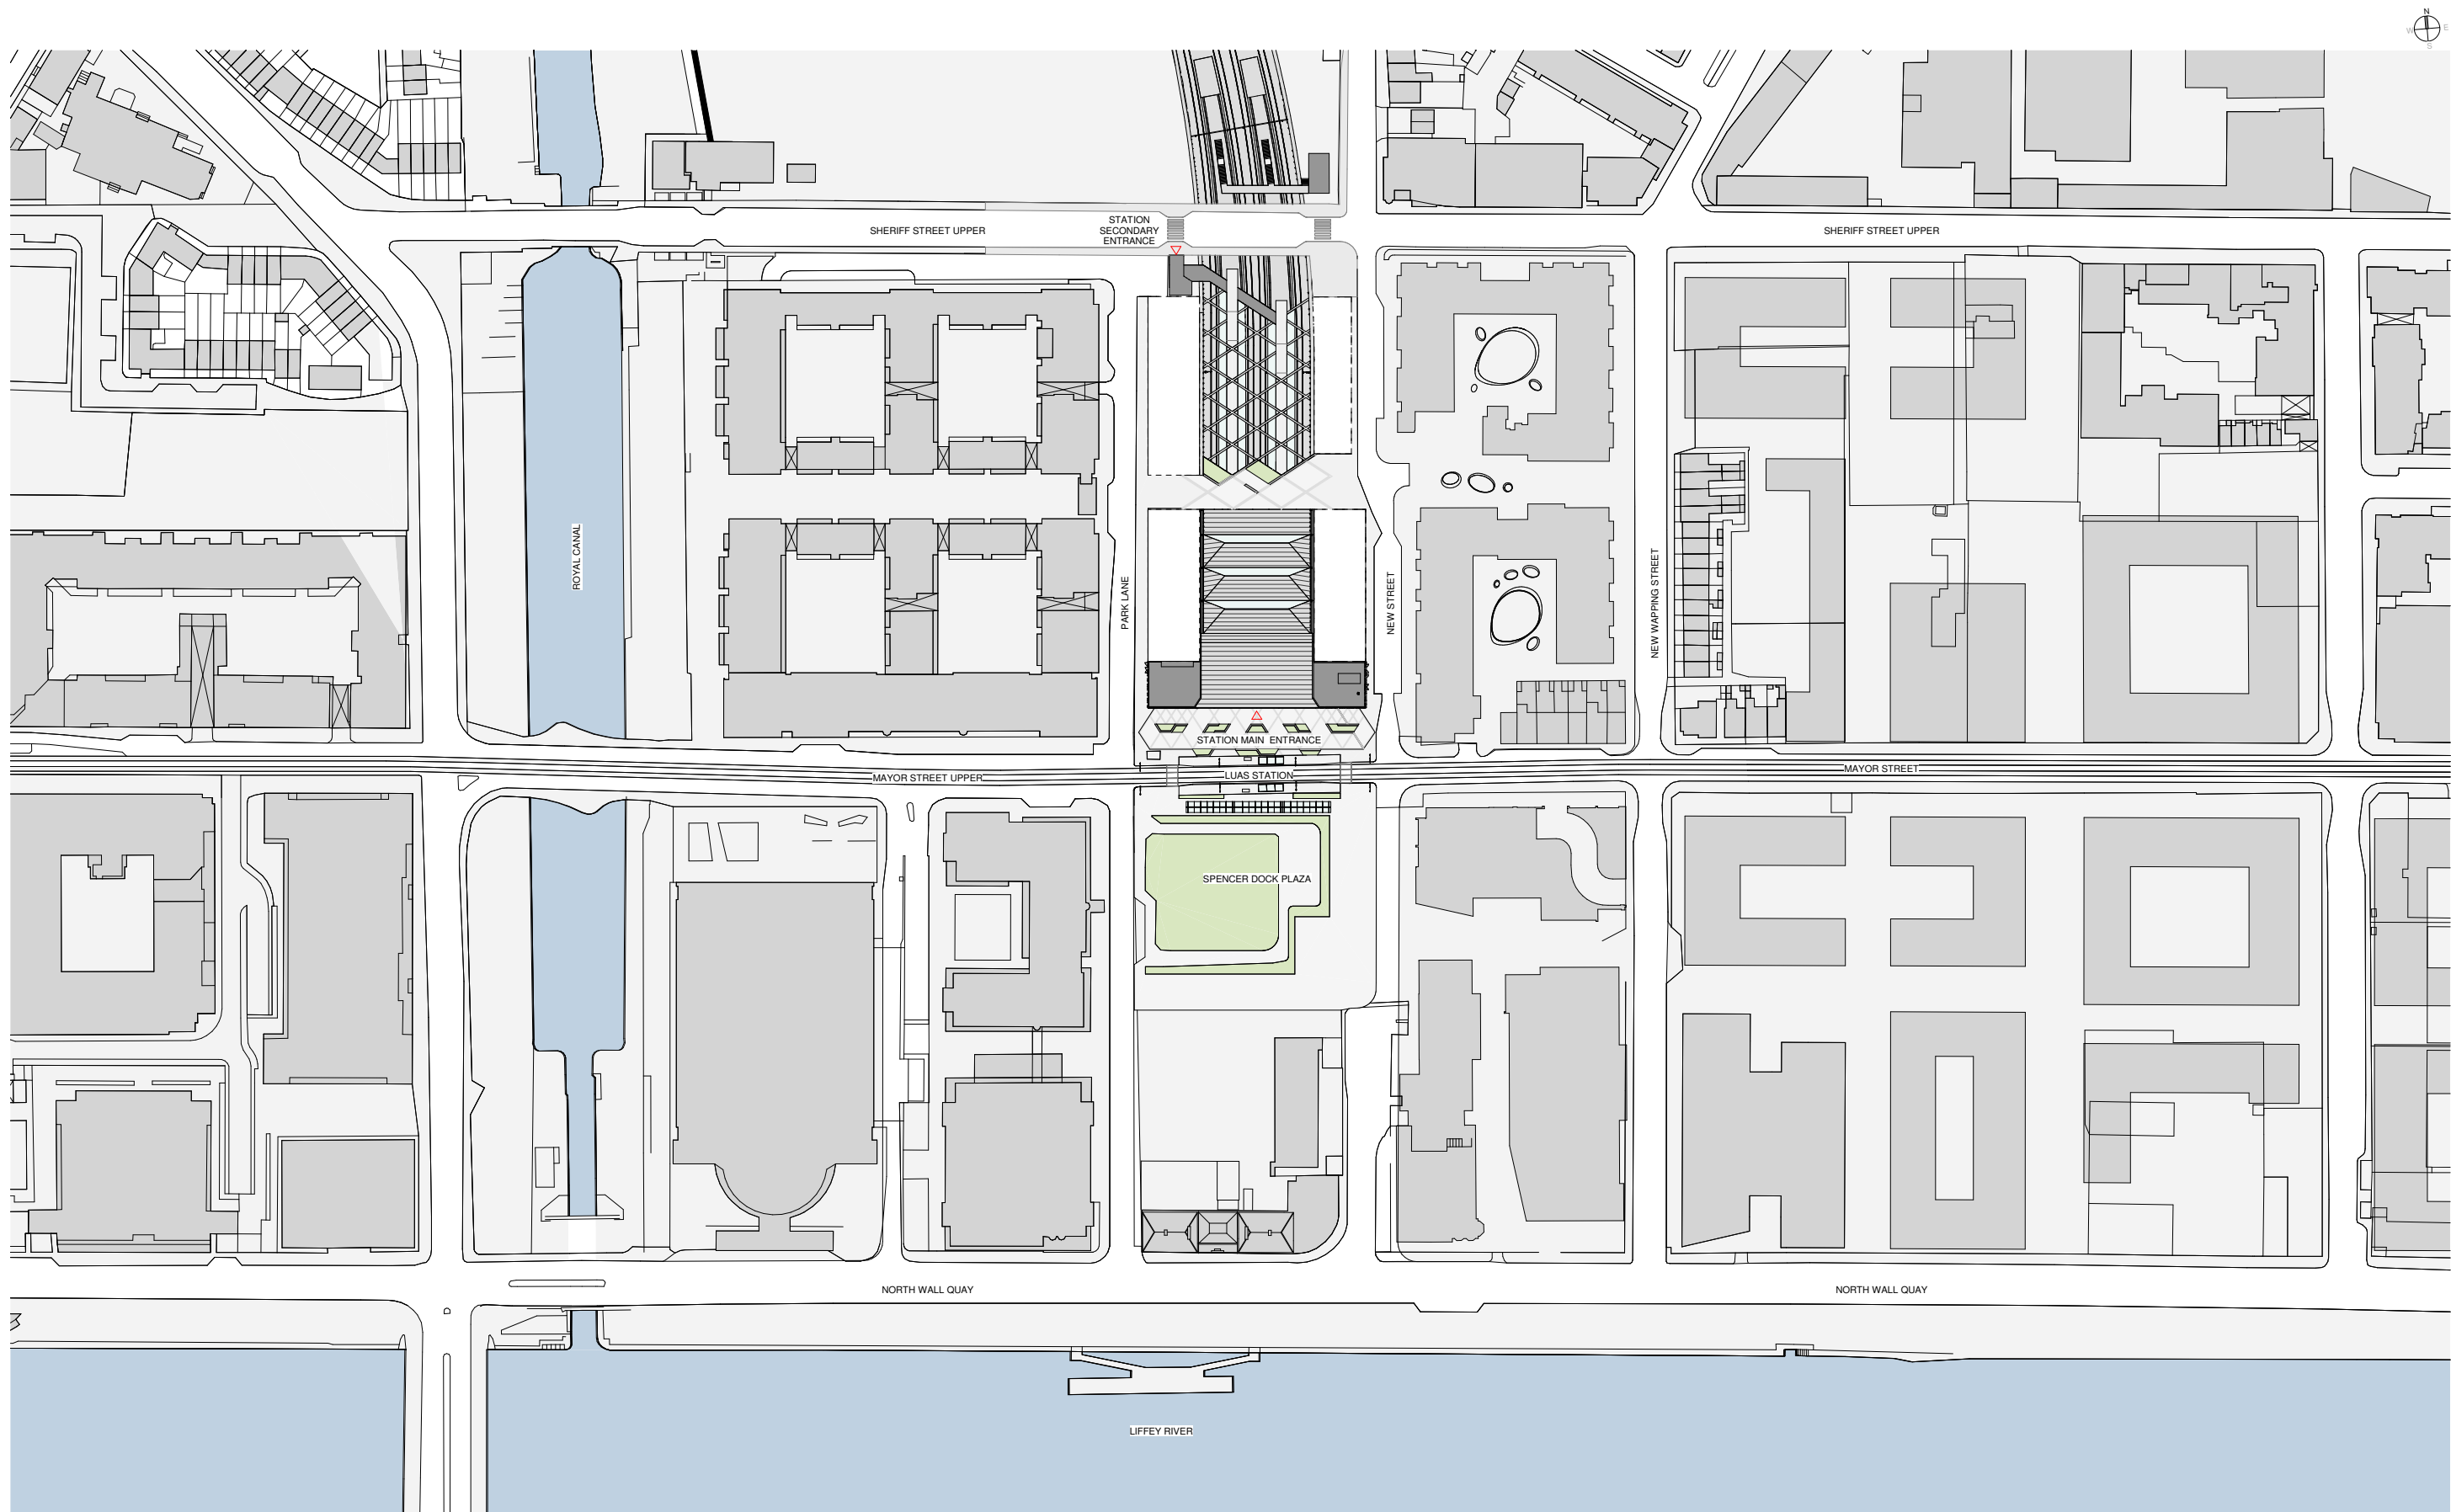 N
W
E
S
STATION
SECONDARY
ENTRANCE
SHERIFF STREET UPPER
SHERIFF STREET UPPER
ROYAL CANAL
PARK LANE
NEW STREET
NEW WAPPING STREET
STATION MAIN ENTRANCE
MAYOR STREET UPPER
LUAS STATION
MAYOR STREET
SPENCER DOCK PLAZA
NORTH WALL QUAY
NORTH WALL QUAY
LIFFEY RIVER